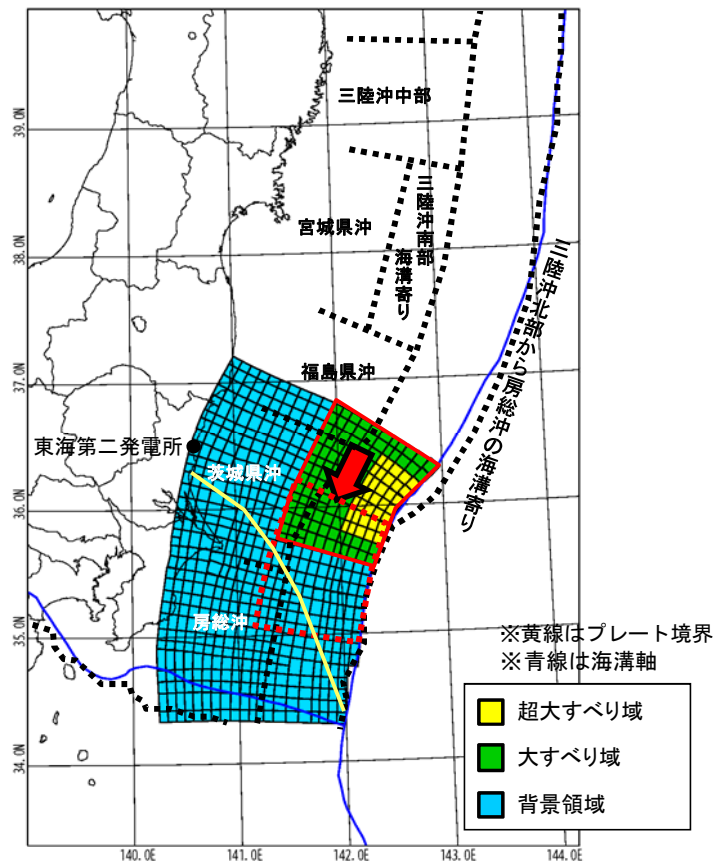 39.0N
38.0N
37.0N
36.0N
35.0N
34.0N
140.0E
141.0E
142.0E
143.0E
144.0E
三陸沖中部
宮城県沖
三陸沖南部
海溝寄り
三陸沖北部から房総沖の海溝寄り
福島県沖
東海第二発電所
茨城県沖
房総沖
※黄線はプレート境界
※青線は海溝軸
超大すべり域
大すべり域
背景領域